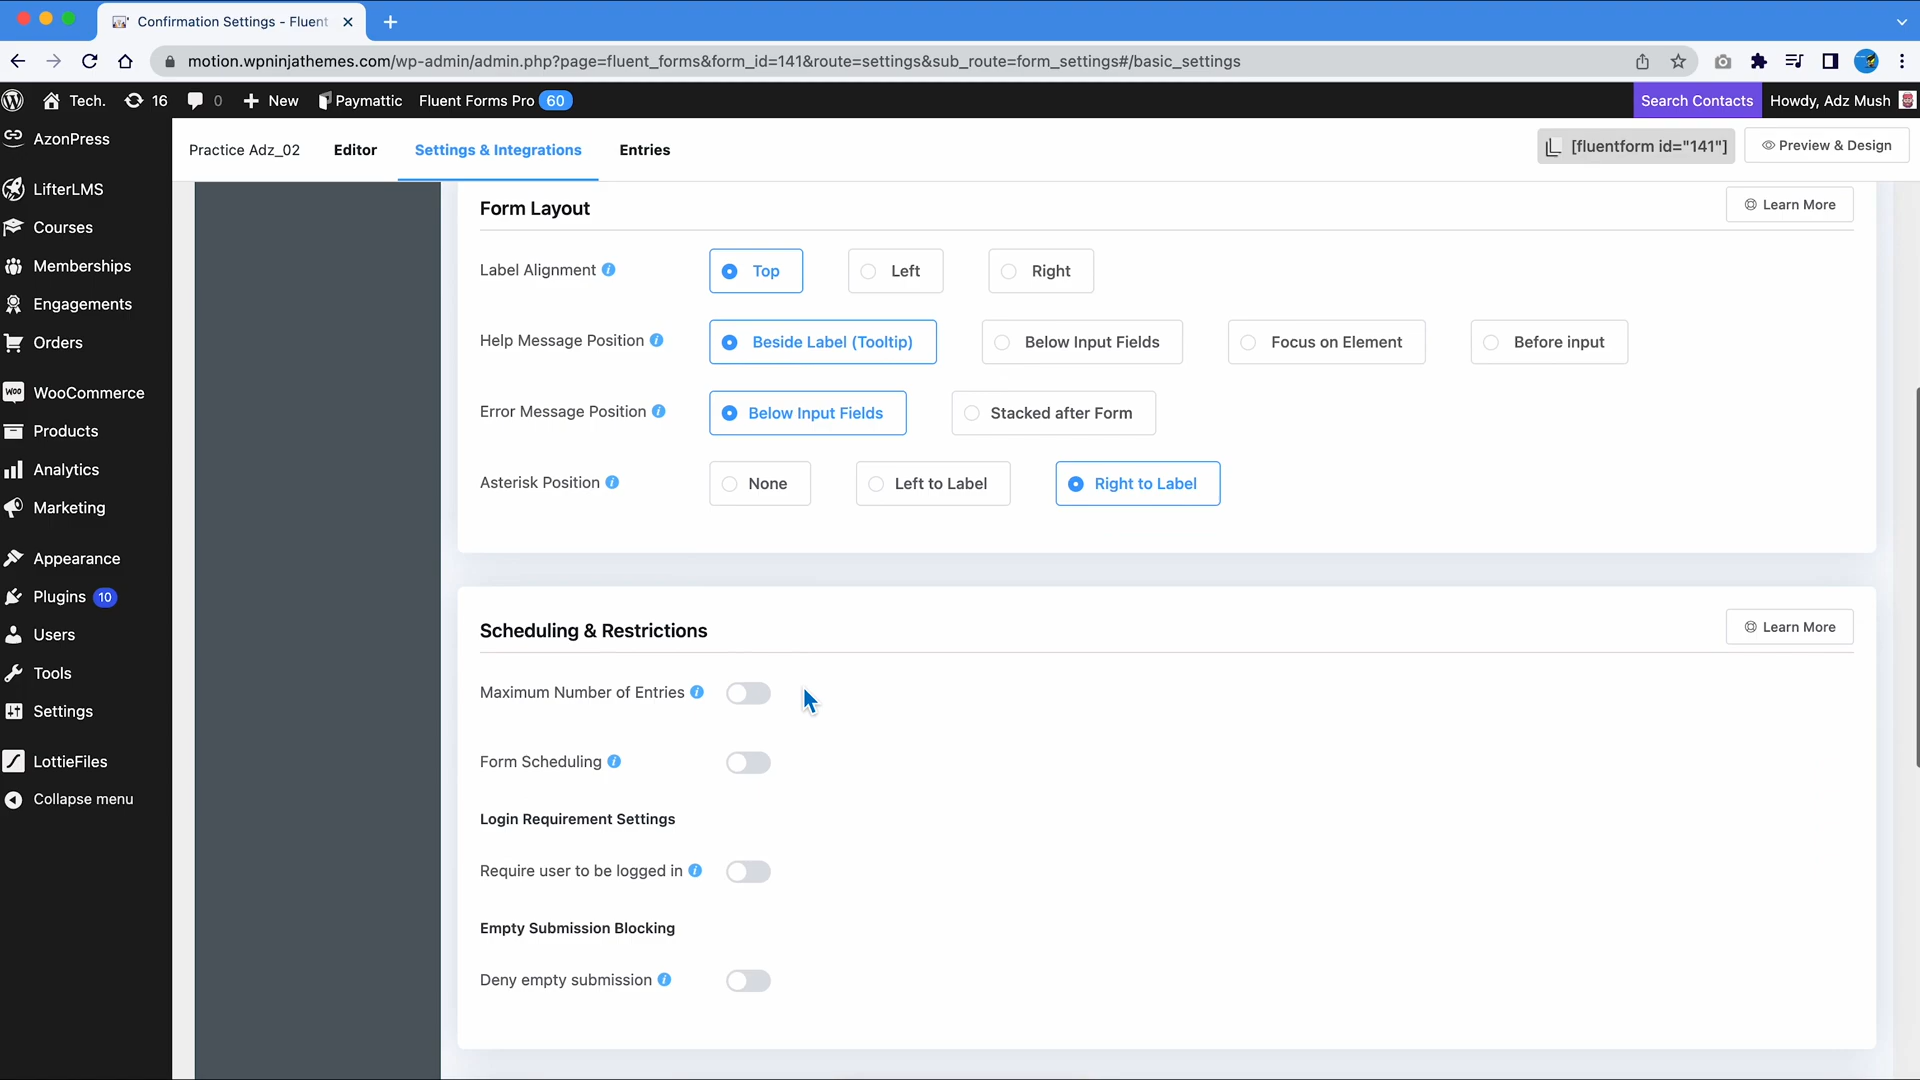 Confirmation Settings - Fluent
motion.wpninjathemes.com/wp-admin/admin.php?page=fluent_forms&form_id=141&route=settings&sub_route=form_settings#/basic_settings
Tech. 16 0 New Paymattic Fluent Forms Pro 60 Search Contacts Howdy, Adz Mush
AzonPress
LifterLMS
Courses
Memberships
Engagements
Orders
WOO WooCommerce
Products
Analytics
Marketing
Appearance
Plugins 10
Users
Tools
Settings
LottieFiles
Collapse menu
Practice Adz_02 Editor Settings & Integrations Entries [fluentform id="141"] Preview & Design
Form Layout Learn More
Label Alignment Top Left Right
Help Message Position Beside Label (Tooltip) Below Input Fields Focus on Element Before input
Error Message Position Below Input Fields Stacked after Form
Asterisk Position None Left to Label Right to Label
Scheduling & Restrictions Learn More
Maximum Number of Entries
Form Scheduling
Login Requirement Settings
Require user to be logged in
Empty Submission Blocking
Deny empty submission